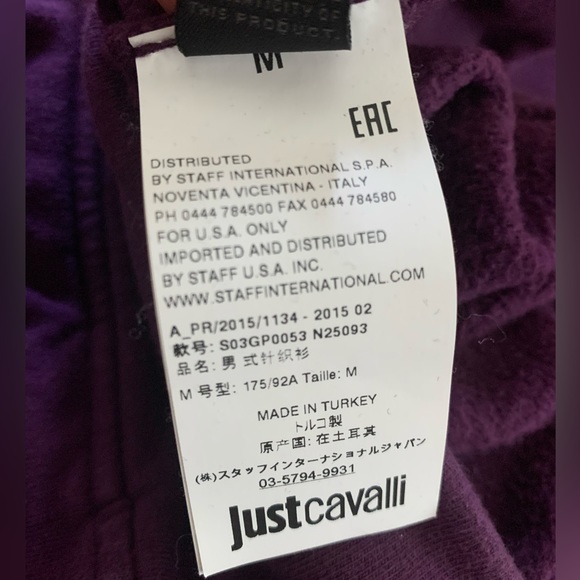 THIS PRODUCT.
M
EAC
DISTRIBUTED
BY STAFF INTERNATIONAL S.P.A.
NOVENTA VICENTINA - ITALY
PH 0444 784500 FAX 0444 784580
FOR U.S.A. ONLY
IMPORTED AND DISTRIBUTED
BY STAFF U.S.A. INC.
WWW.STAFFINTERNATIONAL.COM
A_PR/2015/1134 - 2015 02
款号: S03GP0053 N25093
品名: 男式针织衫
M 号型: 175/92A Taille: M
MADE IN TURKEY
トルコ製
原产国: 在土耳其
(株)スタッフインターナショナルジャパン
03-5794-9931
justcavalli